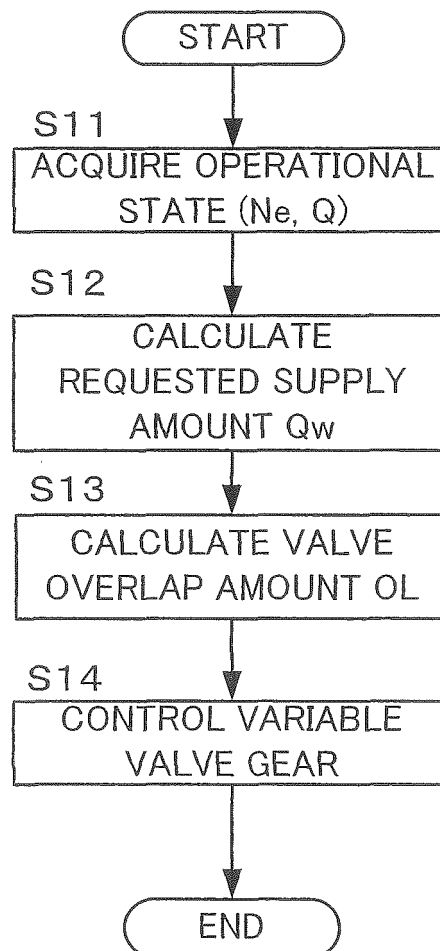 START
S11
ACQUIRE OPERATIONAL
STATE (Ne, Q)
S12
CALCULATE
REQUESTED SUPPLY
AMOUNT Qw
S13
CALCULATE VALVE
OVERLAP AMOUNT OL
S14
CONTROL VARIABLE
VALVE GEAR
END